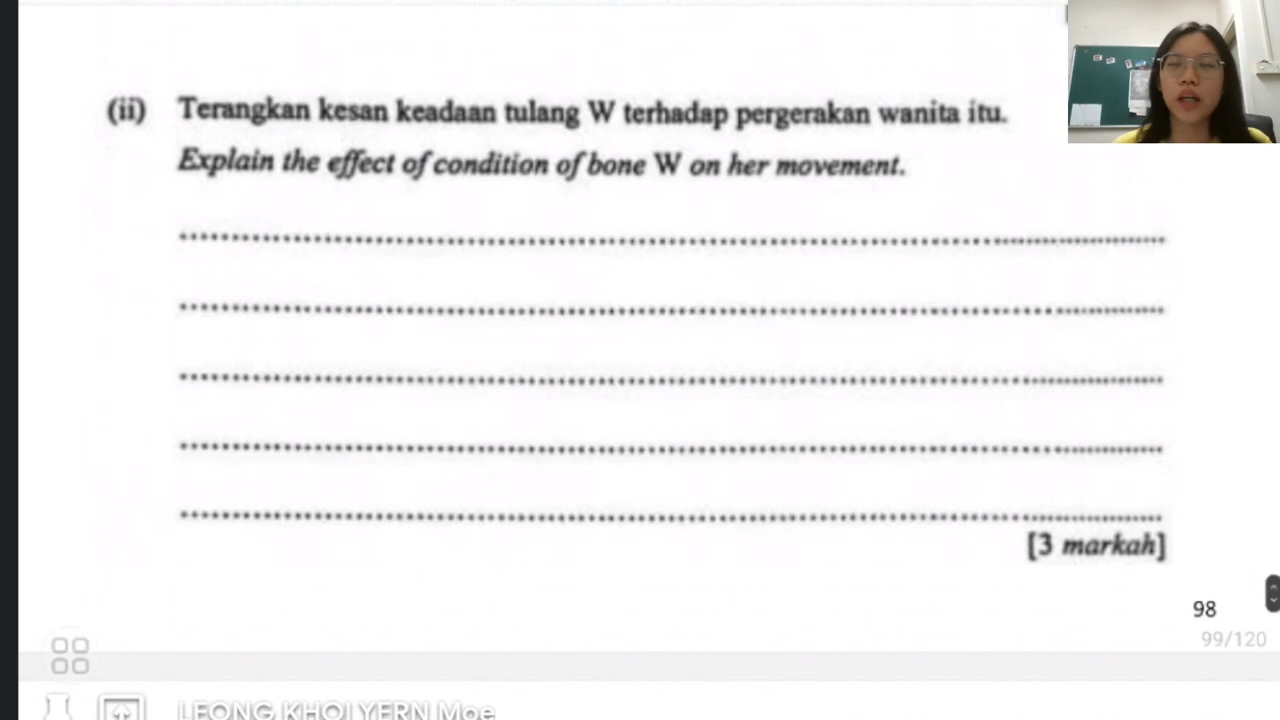 (ii) Terangkan kesan keadaan tulang W terhadap pergerakan wanita itu.
Explain the effect of condition of bone W on her movement.
[3 markah]
98
99/120
LEONG KHOI YERN Moe